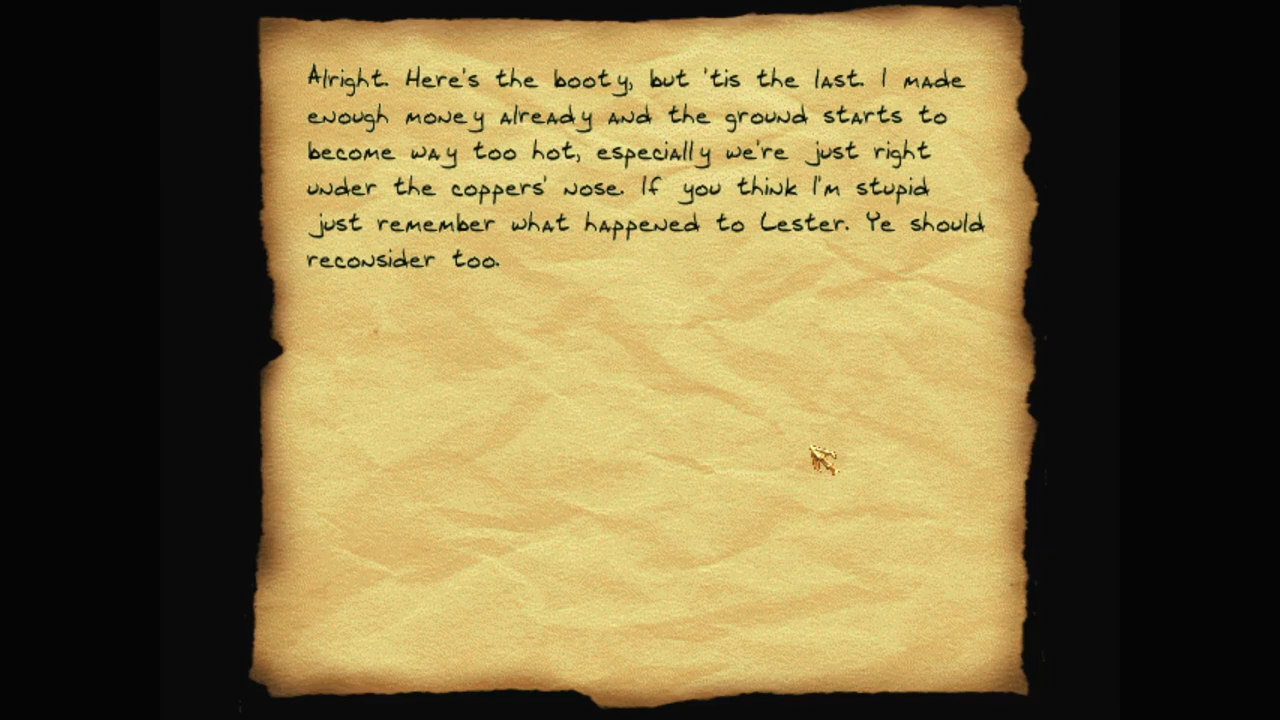 Alright. Here's the booty, but 'tis the last. I made
enough money already and the ground starts to
become way too hot, especially we're just right
under the coppers' nose. If you think I'm stupid
just remember what happened to Lester. Ye should
reconsider too.